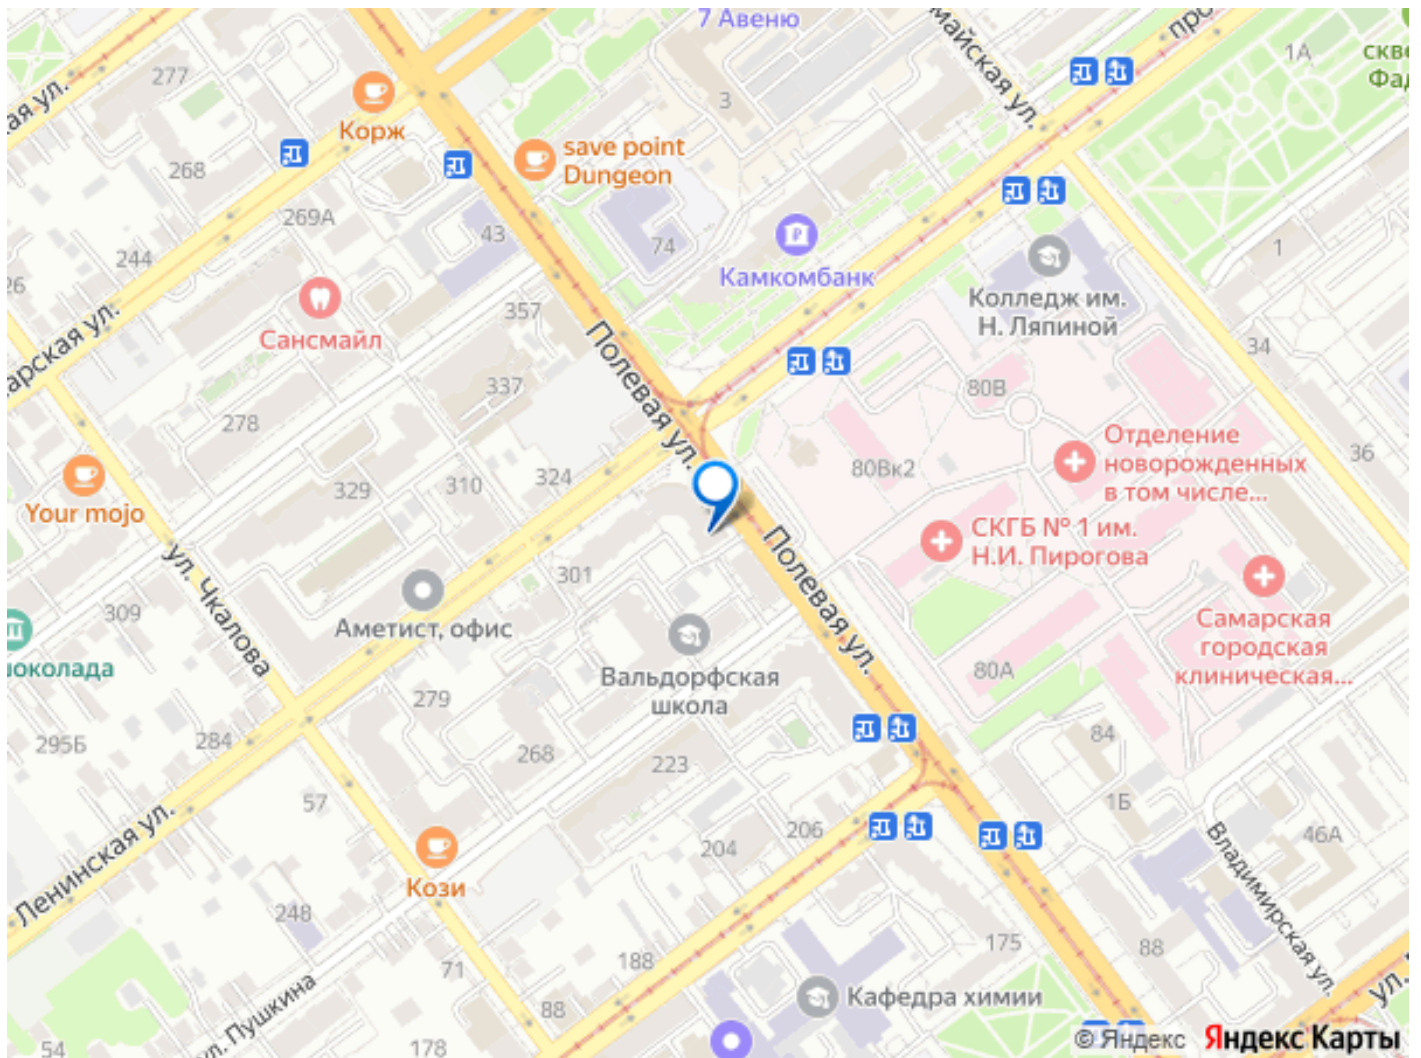 7 Авеню
майская ул.
про
1А
скве
Фад
277
ая ул.
Корж
3
268
save point
Dungeon
269А
43
74
244
1
26
Камкомбанк
Колледж им.
Н. Ляпиной
Сансмайл
357
арская ул.
Полевая ул.
34
337
80В
278
Отделение
новорожденных
в том числе...
36
80Вк2
324
310
329
Your mojo
СКГБ № 1 им.
Н.И. Пирогова
Полевая ул.
301
ул. Чкалова
309
Аметист, офис
Самарская
городская
клиническая...
околада
Вальдорфская
школа
80А
279
295Б
284
268
223
84
57
1Б
206
46А
204
Ленинская ул.
Кози
Владимирская ул.
248
175
88
188
71
ул. Пушкина
Кафедра химии
ул.
88
54
178
© Яндекс Яндекс Карты